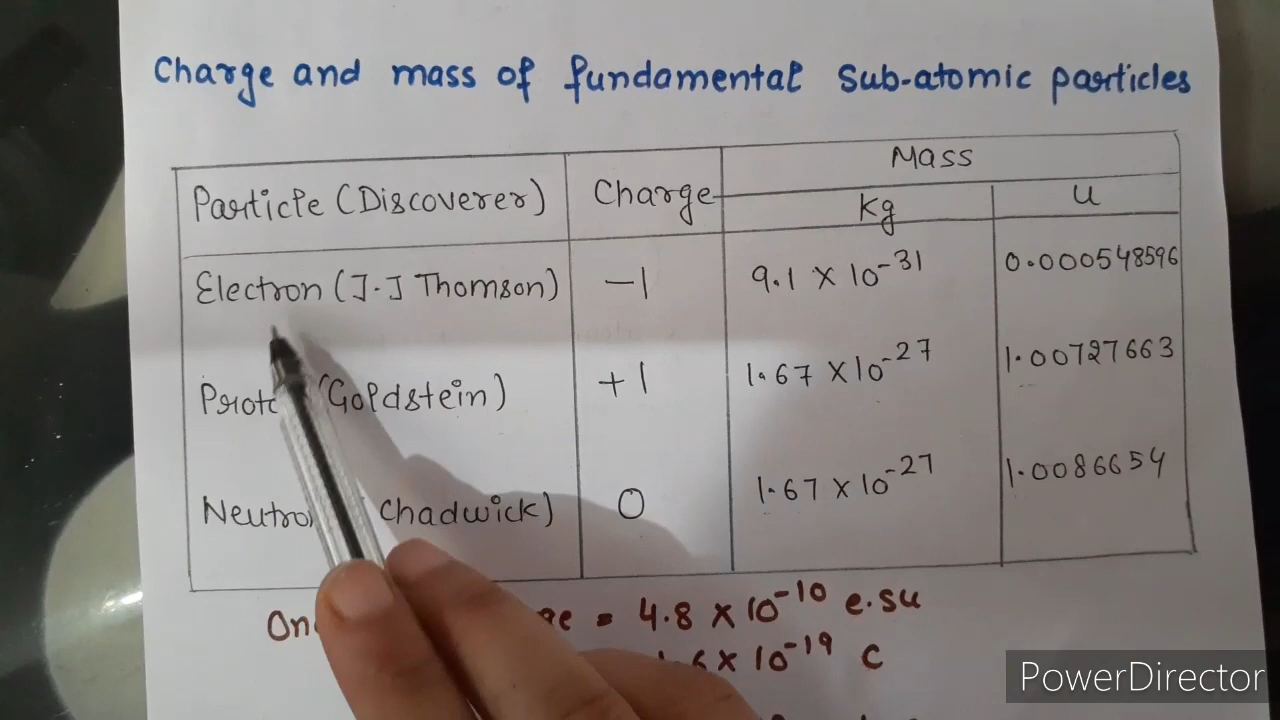 Charge and mass of fundamental sub-atomic particles
Particle (Discoverer) Charge Mass
Kg u
Electron (J.J Thomson) -1 9.1 × 10⁻³¹ 0.000548596
(Goldstein) +1 1.67 × 10⁻²⁷ 1.00727663
Chadwick) 0 1.67 × 10⁻²⁷ 1.0086654
= 4.8 × 10⁻¹⁰ e.su
× 10⁻¹⁹ C
PowerDirector